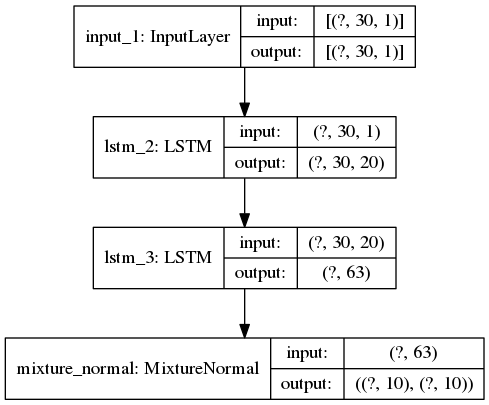 input_1: InputLayer
input: [(?, 30, 1)]
output: [(?, 30, 1)]
lstm_2: LSTM
input: (?, 30, 1)
output: (?, 30, 20)
lstm_3: LSTM
input: (?, 30, 20)
output: (?, 63)
mixture_normal: MixtureNormal
input: (?, 63)
output: ((?, 10), (?, 10))